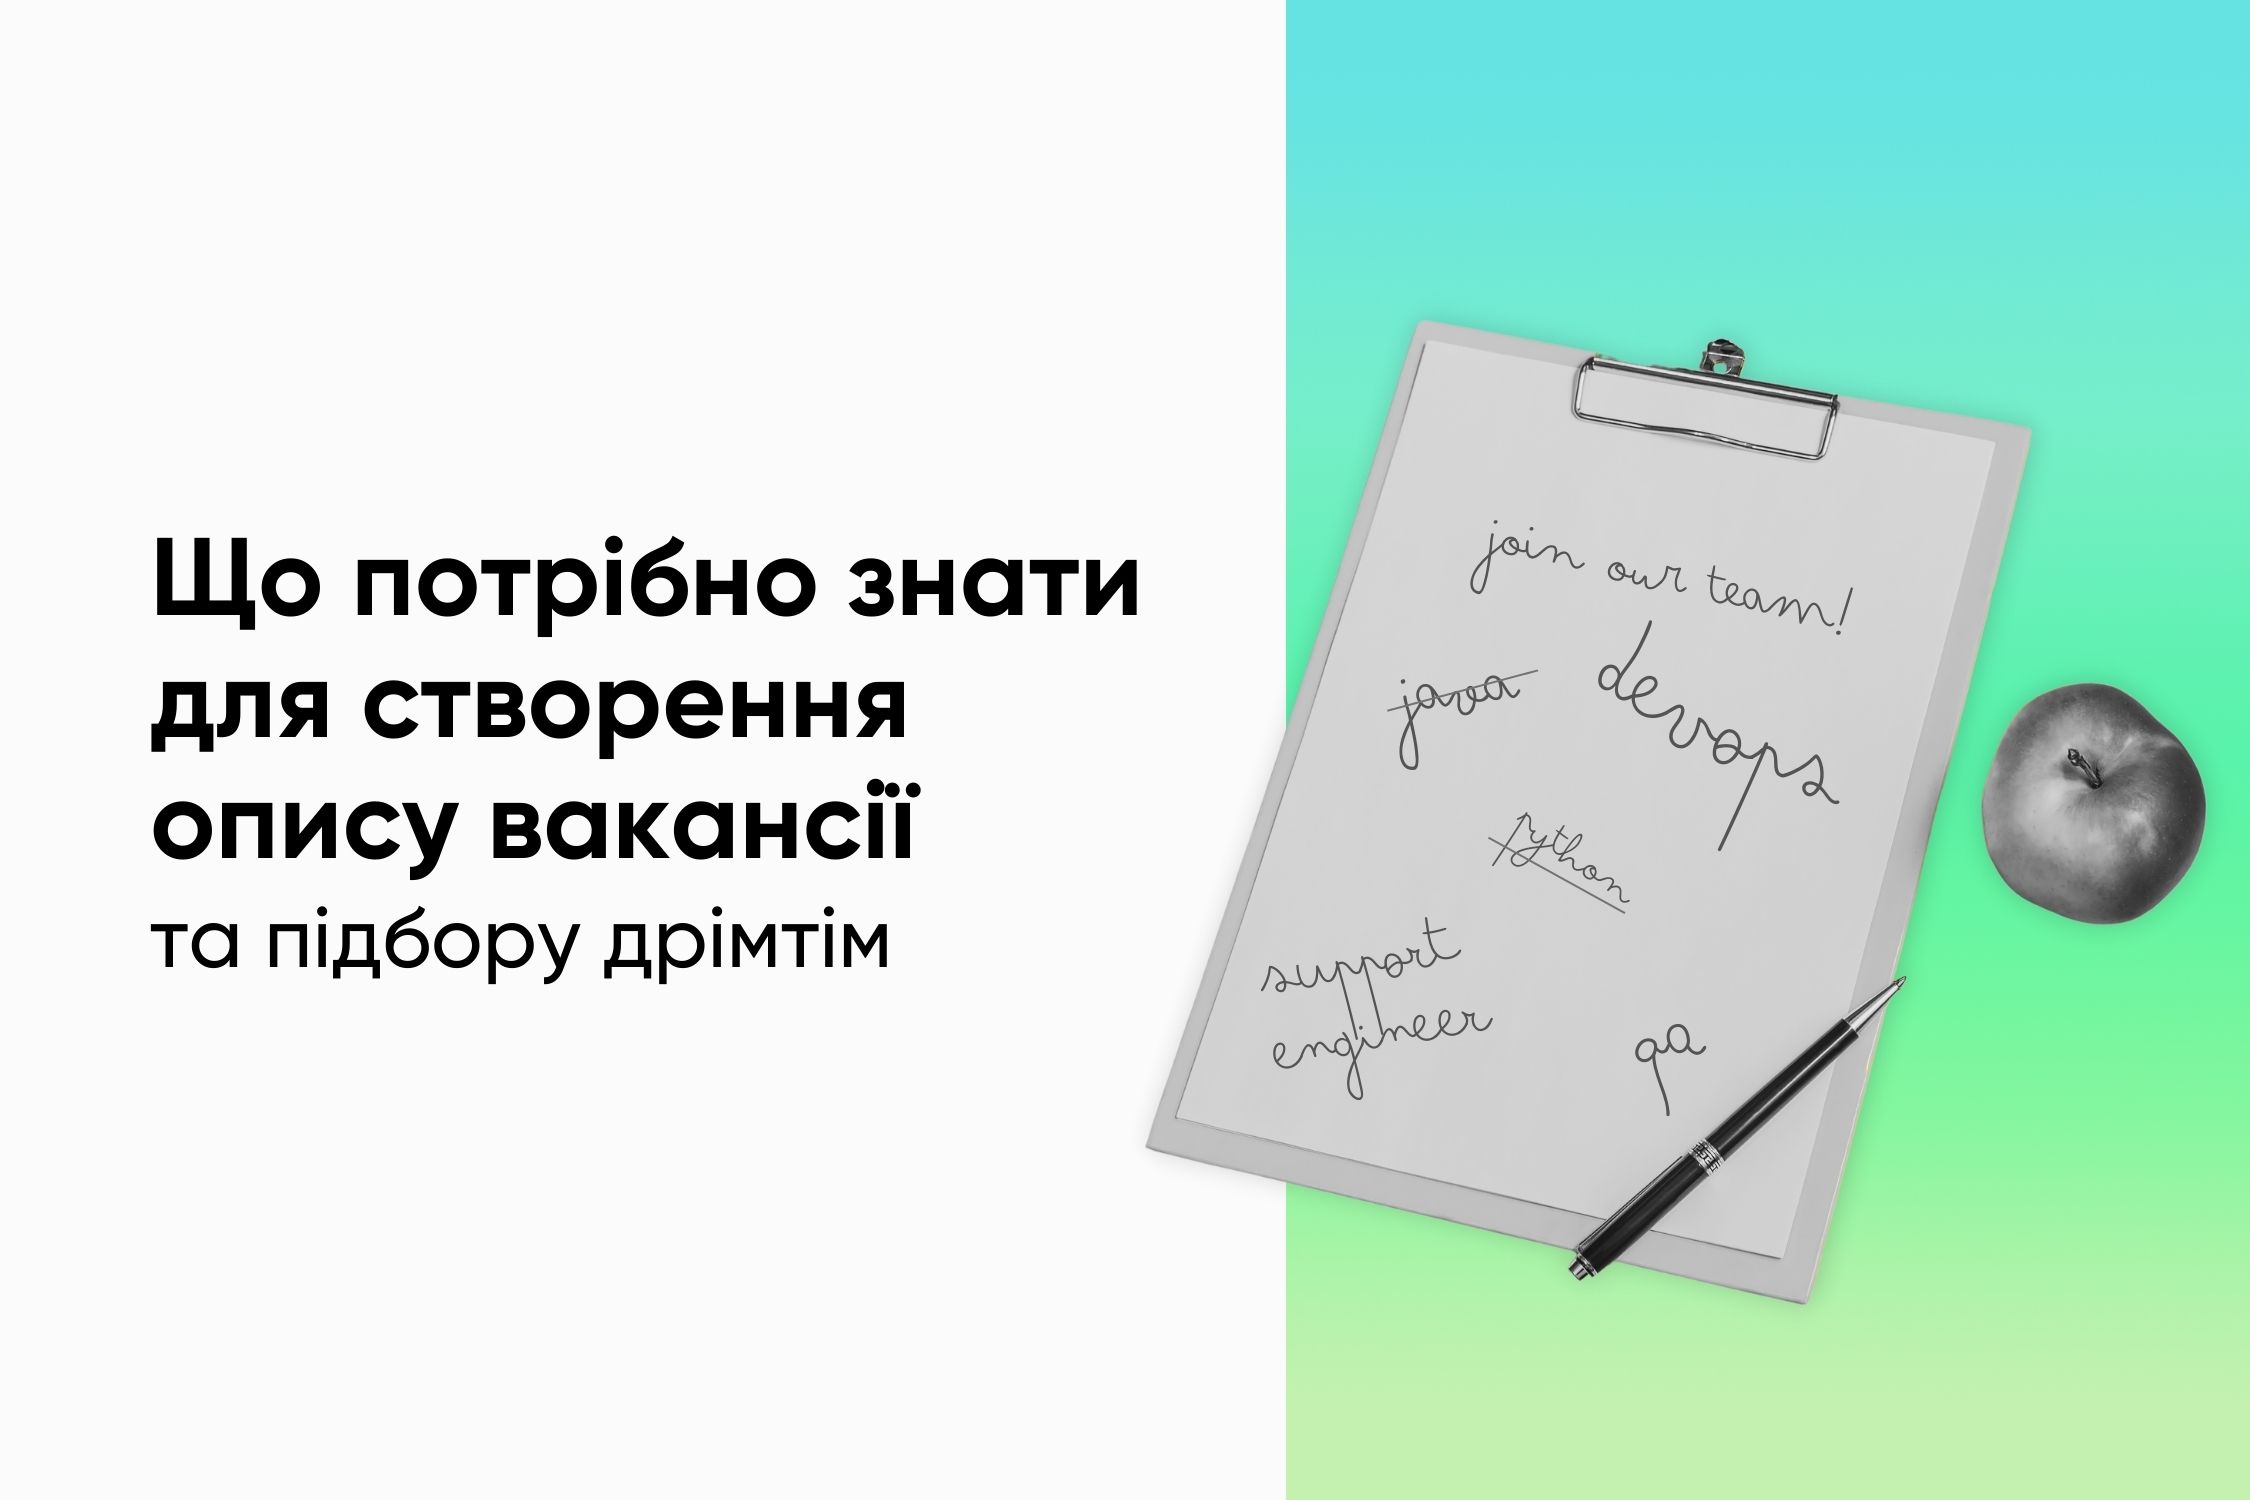 Що потрібно знати
для створення
опису вакансії
та підбору дрімтім
join our team!
java
devops
python
support
engineer
qa